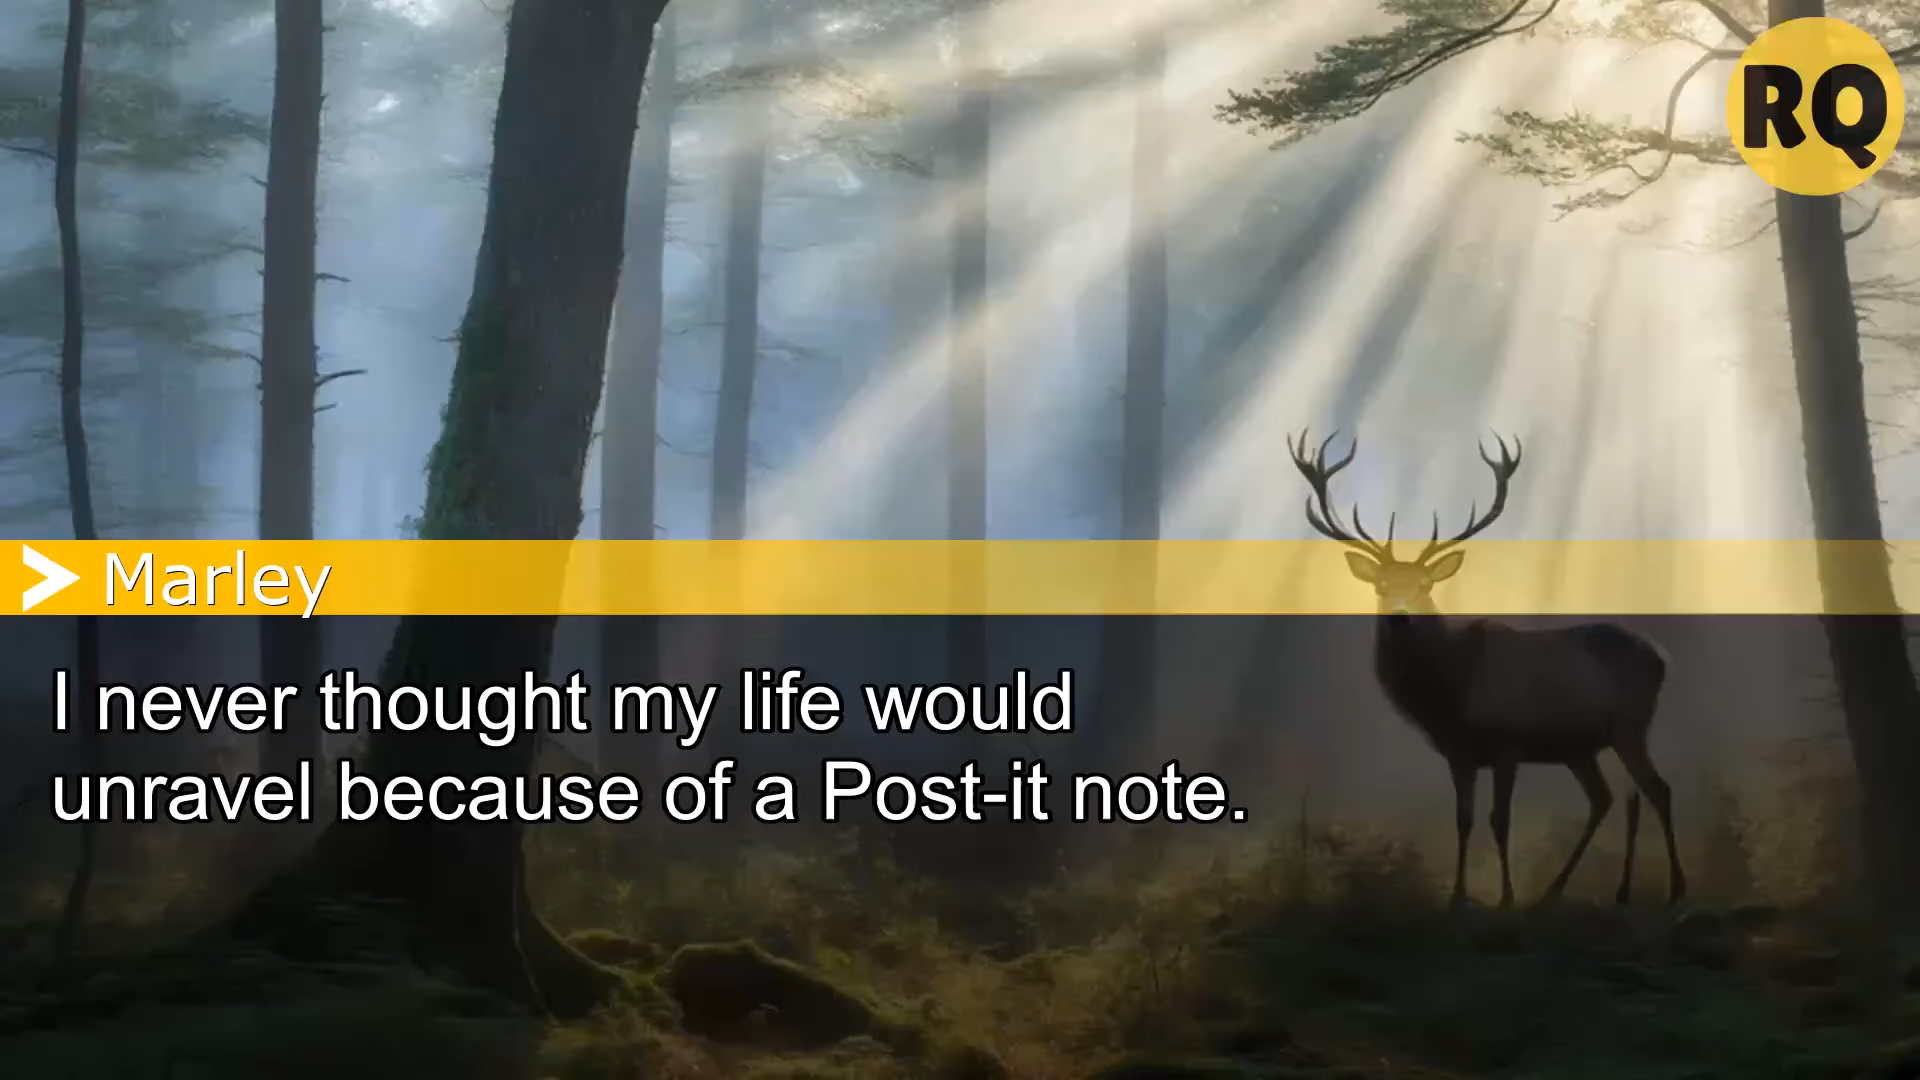 RQ
Marley
I never thought my life would
unravel because of a Post-it note.